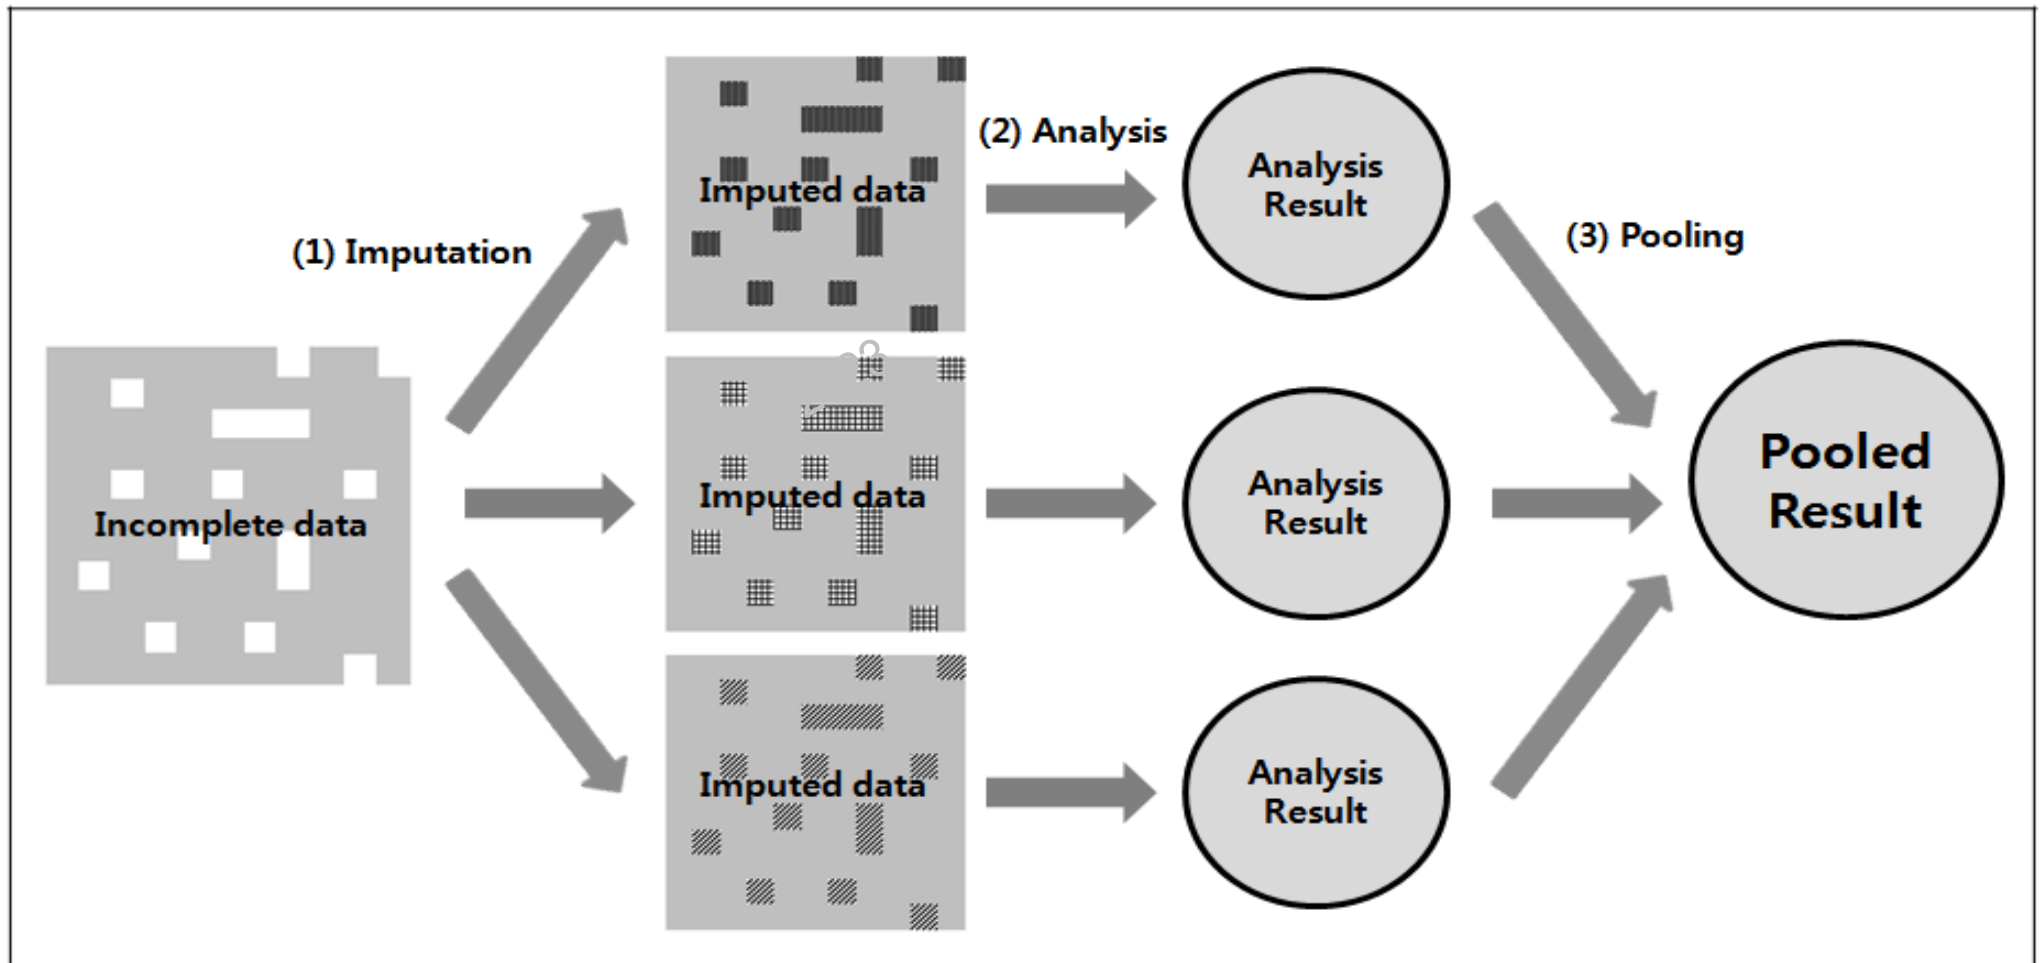 (1) Imputation
Incomplete data
Imputed data
Imputed data
Imputed data
(2) Analysis
Analysis
Result
Analysis
Result
Analysis
Result
(3) Pooling
Pooled
Result